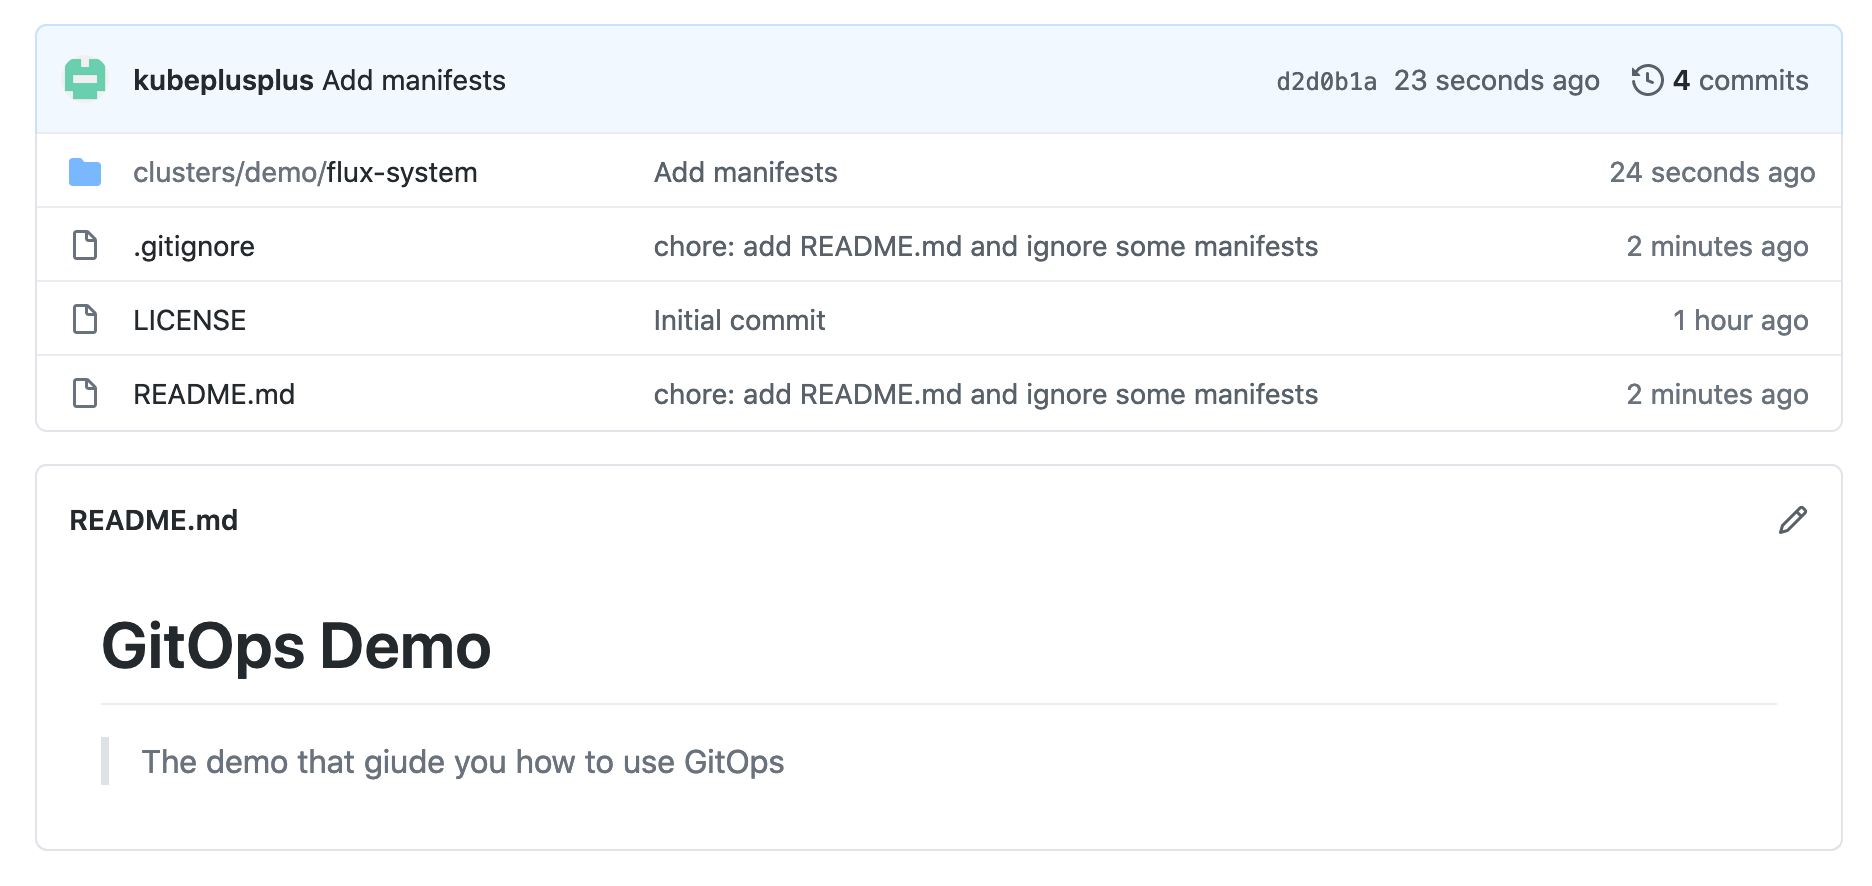 kubeplusplus Add manifests d2d0b1a 23 seconds ago 4 commits
clusters/demo/flux-system Add manifests 24 seconds ago
.gitignore chore: add README.md and ignore some manifests 2 minutes ago
LICENSE Initial commit 1 hour ago
README.md chore: add README.md and ignore some manifests 2 minutes ago
README.md
GitOps Demo
The demo that giude you how to use GitOps